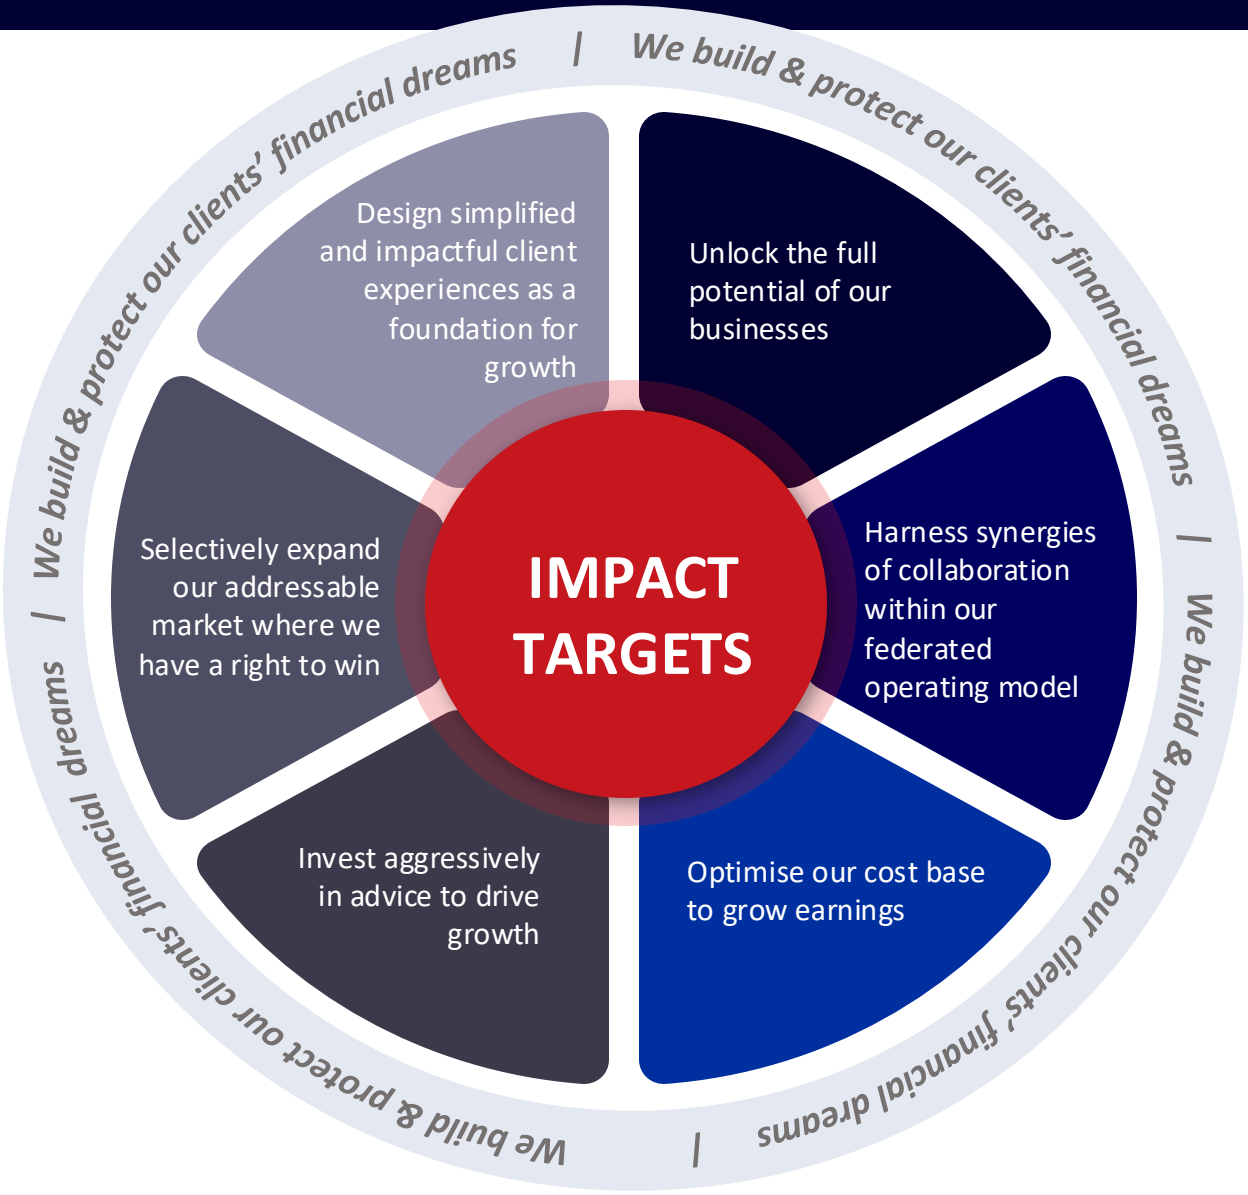 We build & protect our clients’ financial dreams
|
We build & protect our clients’ financial dreams
|
We build & protect our clients’ financial dreams
|
We build & protect our clients’ financial dreams
|
Design simplified
and impactful client
experiences as a
foundation for
growth
Unlock the full
potential of our
businesses
Selectively expand
our addressable
market where we
have a right to win
IMPACT
TARGETS
Harness synergies
of collaboration
within our
federated
operating model
Invest aggressively
in advice to drive
growth
Optimise our cost base
to grow earnings